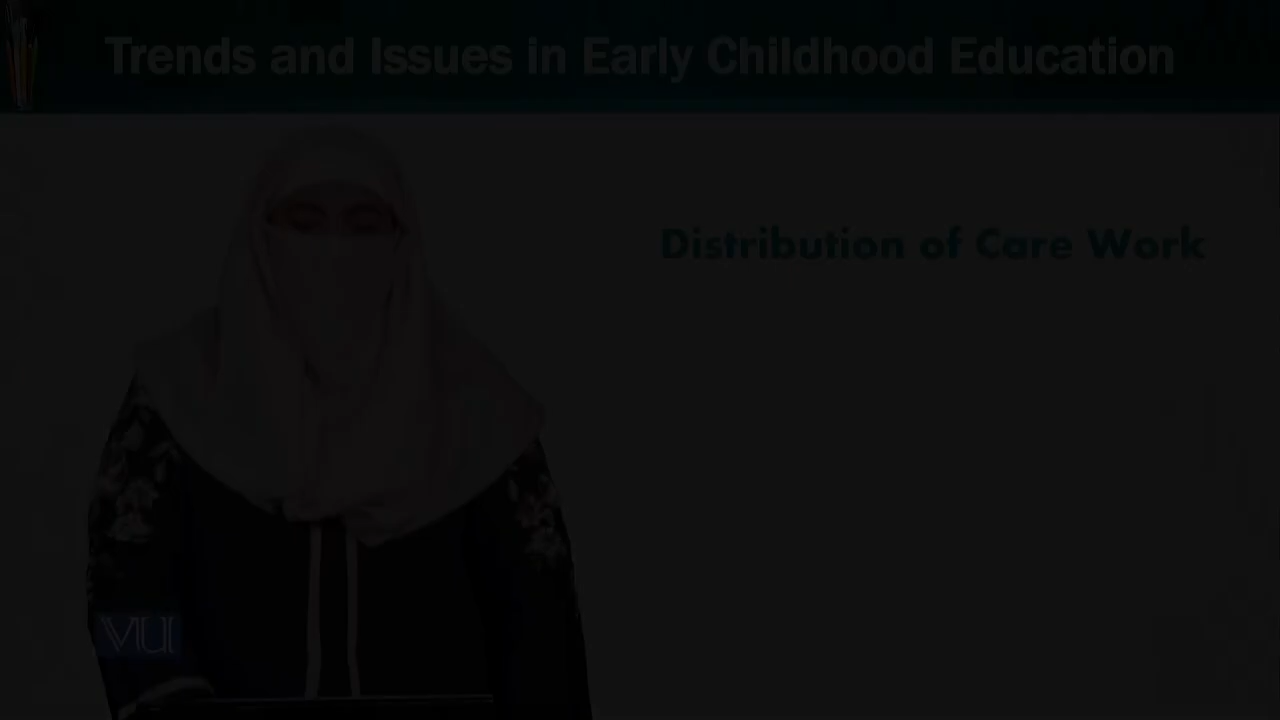 Trends and Issues in Early Childhood Education
Distribution of Care Work
VU